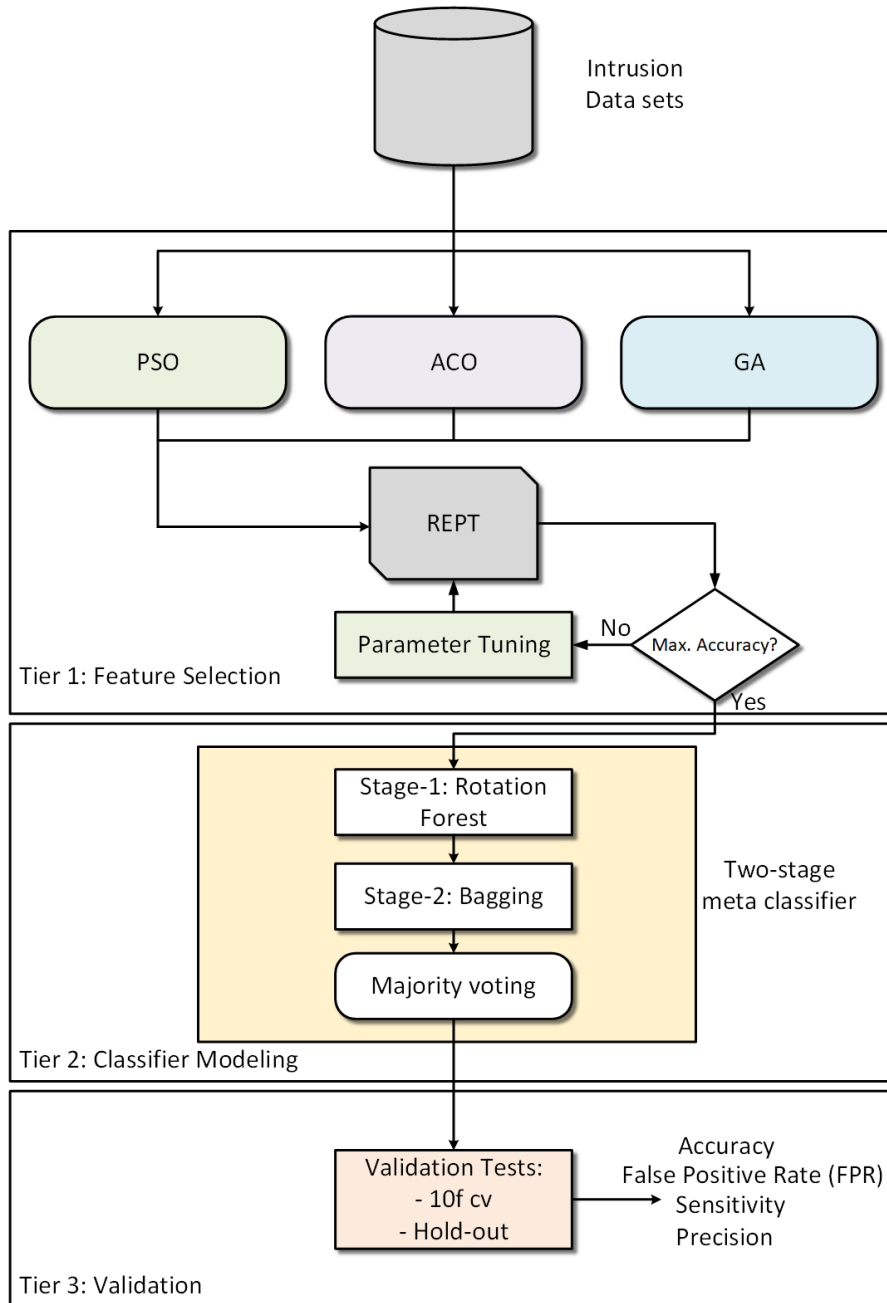 Intrusion
Data sets
PSO
ACO
GA
REPT
Parameter Tuning
No
Max. Accuracy?
Yes
Tier 1: Feature Selection
Stage-1: Rotation
Forest
Stage-2: Bagging
Majority voting
Two-stage
meta classifier
Tier 2: Classifier Modeling
Validation Tests:
- 10f cv
- Hold-out
Accuracy
False Positive Rate (FPR)
Sensitivity
Precision
Tier 3: Validation